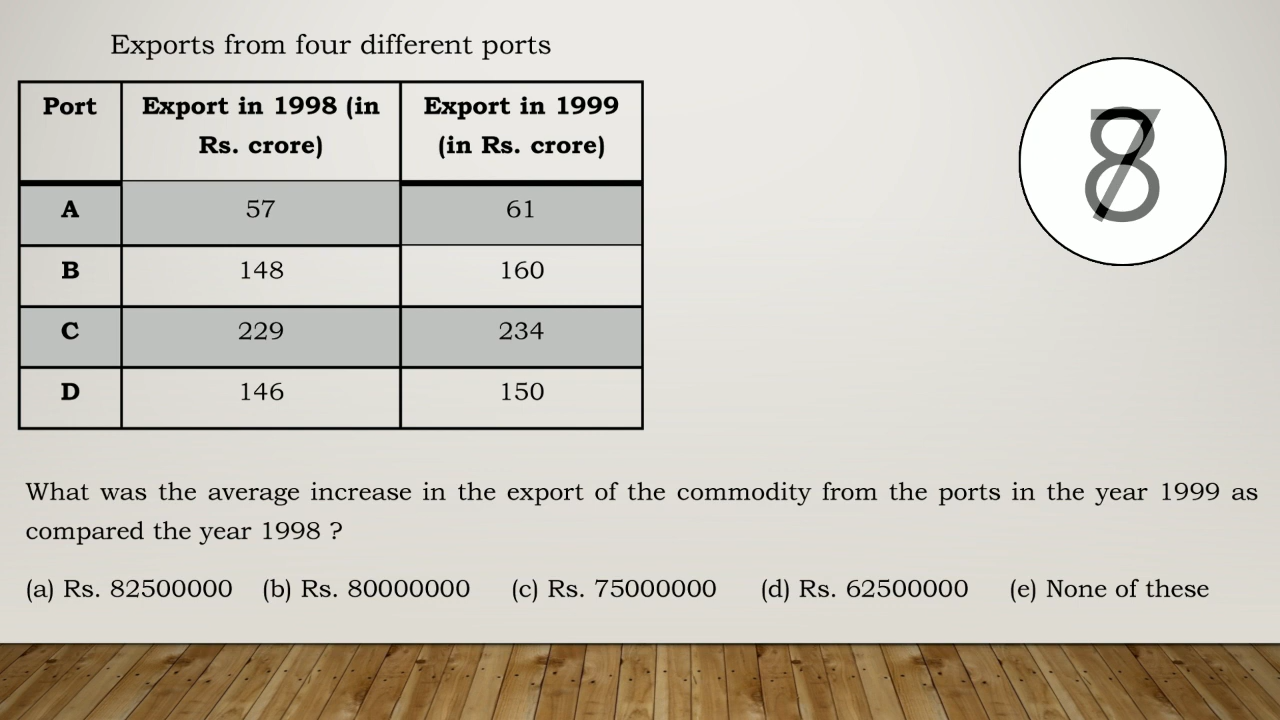 Exports from four different ports
Port Export in 1998 (in Rs. crore) Export in 1999 (in Rs. crore)
A 57 61
B 148 160
C 229 234
D 146 150
What was the average increase in the export of the commodity from the ports in the year 1999 as
compared the year 1998 ?
(a) Rs. 82500000 (b) Rs. 80000000 (c) Rs. 75000000 (d) Rs. 62500000 (e) None of these